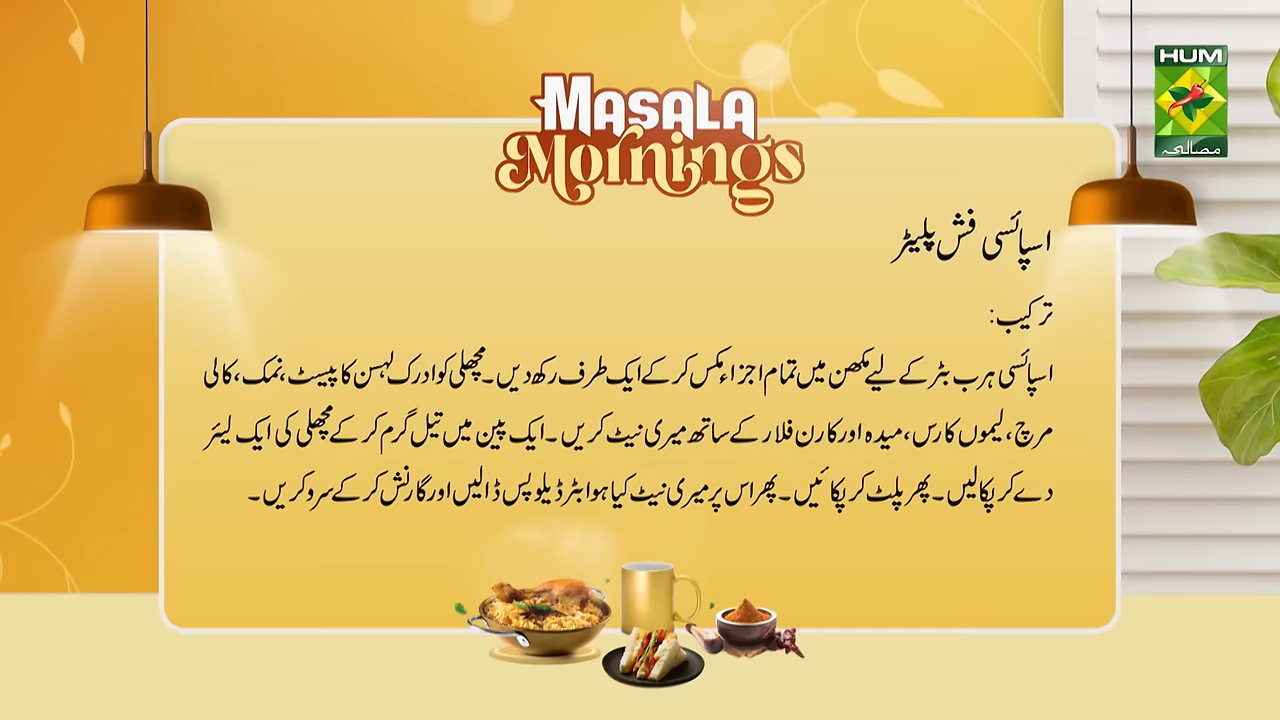 MASALA
Mornings
HUM
مصالحہ
اسپائسی فش پلیٹر
ترکیب:
اسپائسی ہرب بٹر کے لیے مکھن میں تمام اجزاء مکس کر کے ایک طرف رکھ دیں۔ مچھلی کو ادرک لہسن کا پیسٹ، نمک، کالی
مرچ، لیموں کا رس، میدہ اور کارن فلار کے ساتھ میری نیٹ کریں۔ ایک پین میں تیل گرم کر کے مچھلی کی ایک لیئر
دے کر پکالیں۔ پھر پلٹ کر پکائیں۔ پھر اس پر میری نیٹ کیا ہوا بٹر ڈیلوپس ڈالیں اور گارنش کر کے سرو کریں۔